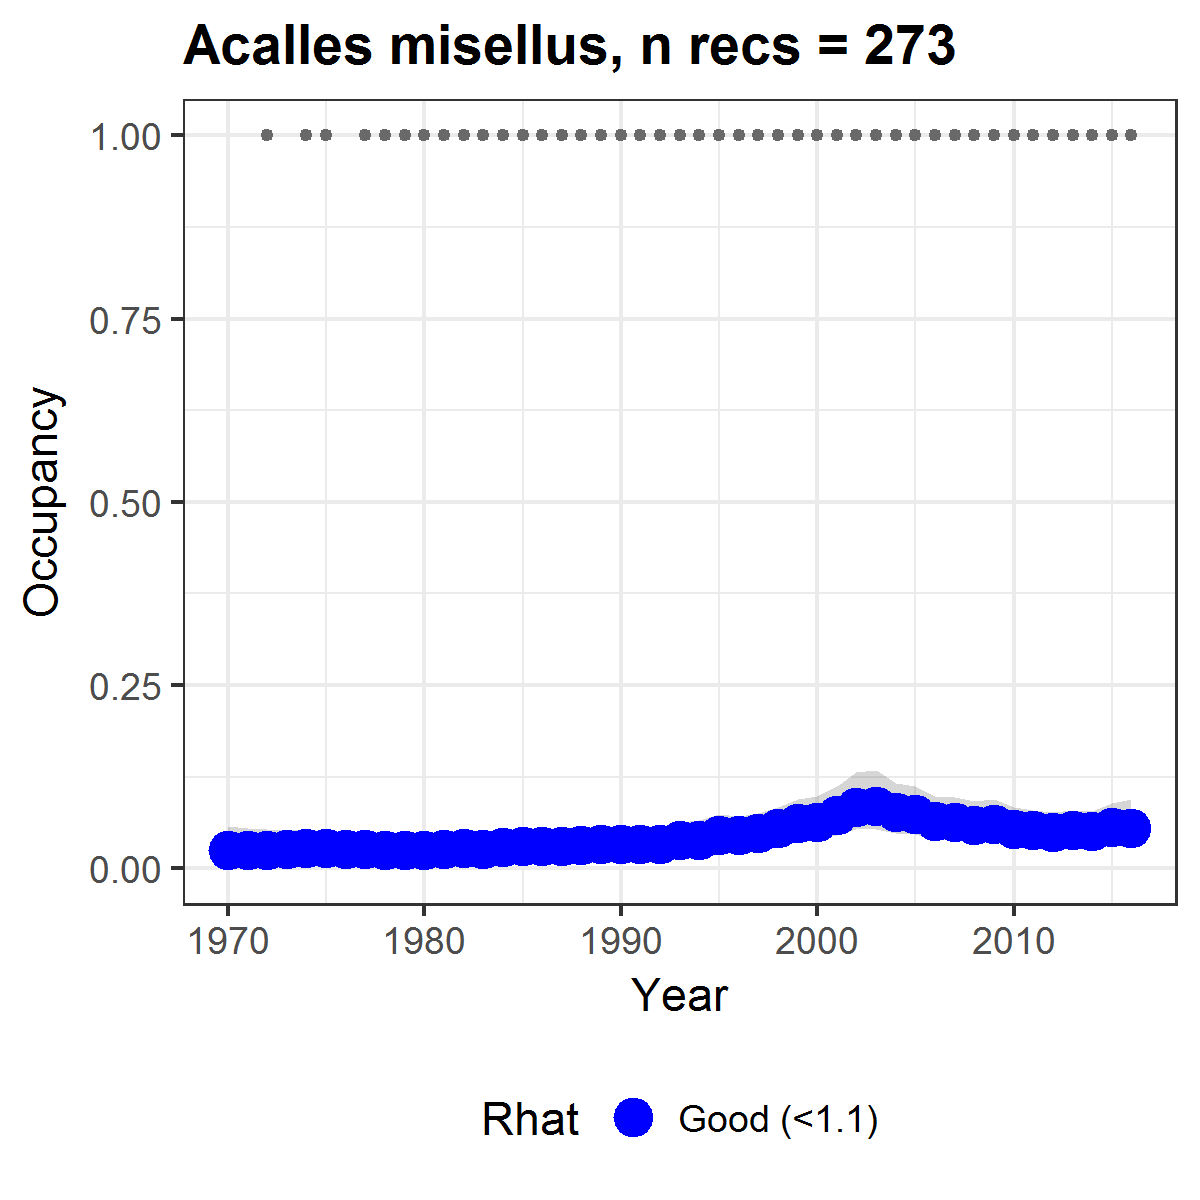 Acalles misellus, n recs = 273
1.00
0.75
0.50
0.25
0.00
Occupancy
1970 1980 1990 2000 2010
Year
Rhat Good (<1.1)